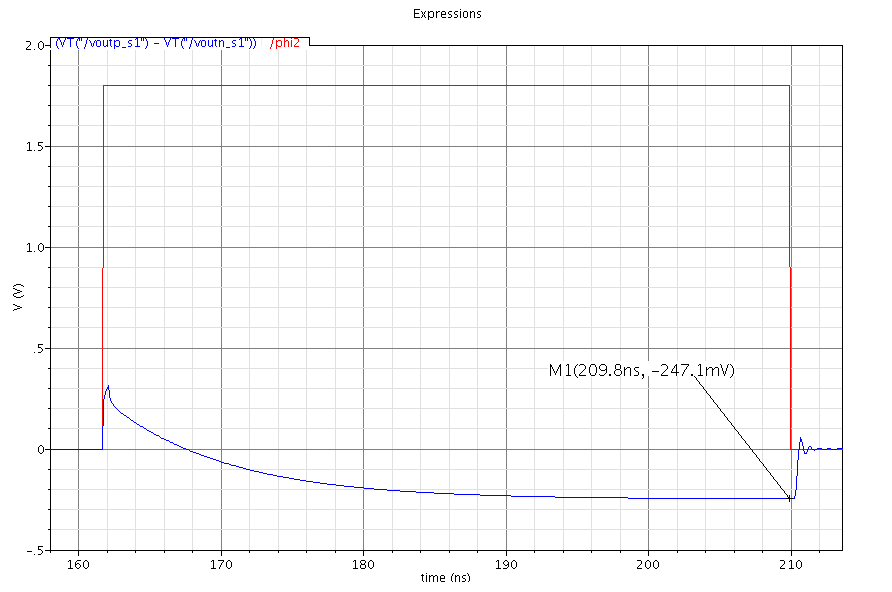 Expressions
(VT("/voutp_s1") - VT("/voutn_s1")) /phi2
2.0
1.5
1.0
.5
0
-.5
V (V)
M1(209.8ns, -247.1mV)
160 170 180 190 200 210
time (ns)